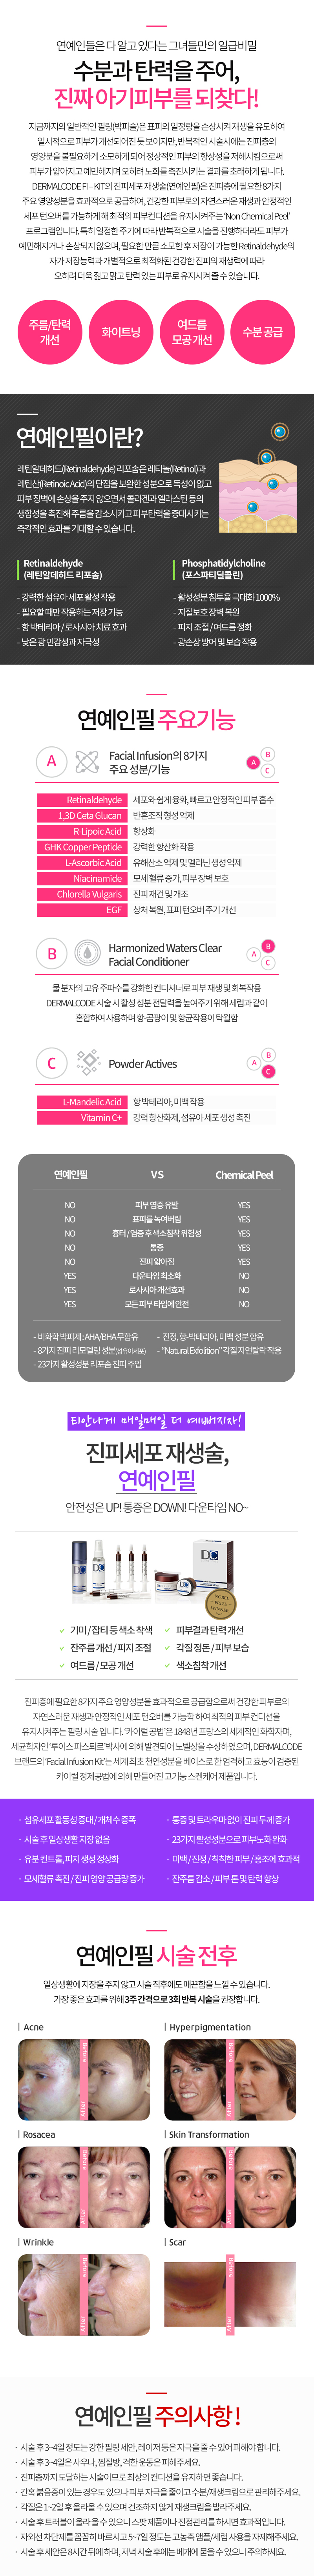 연예인들은 다 알고 있다는 그녀들만의 일급비밀
수분과 탄력을 주어,
진짜 아기피부를 되찾다!
지금까지의 일반적인 필링(박피술)은 표피의 일정량을 손상시켜 재생을 유도하여
일시적으로 피부가 개선되어진 듯 보이지만, 반복적인 시술시에는 진피층의
영양분을 불필요하게 소모하게 되어 정상적인 피부의 항상성을 저해시킴으로써
피부가 얇아지고 예민해지며 오히려 노화를 촉진시키는 결과를 초래하게 됩니다.
DERMALCODE FI – KIT의 진피세포 재생술(연예인필)은 진피층에 필요한 8가지
주요 영양성분을 효과적으로 공급하여, 건강한 피부로의 자연스러운 재생과 안정적인
세포 턴오버를 가능하게 해 최적의 피부컨디션을 유지시켜주는 'Non Chemical Peel'
프로그램입니다. 특히 일정한 주기에 따라 반복적으로 시술을 진행하더라도 피부가
예민해지거나 손상되지 않으며, 필요한 만큼 소모한 후 저장이 가능한 Retinaldehyde의
자가 저장능력과 개별적으로 최적화된 건강한 진피의 재생력에 따라
오히려 더욱 젊고 맑고 탄력 있는 피부로 유지시켜 줄 수 있습니다.
주름/탄력
개선
화이트닝
여드름
모공 개선
수분 공급
연예인필이란?
레틴알데히드(Retinaldehyde) 리포솜은 레티놀(Retinol)과
레틴산(Retinoic Acid)의 단점을 보완한 성분으로 독성이 없고
피부 장벽에 손상을 주지 않으면서 콜라겐과 엘라스틴 등의
생합성을 촉진해 주름을 감소시키고 피부탄력을 증대시키는
즉각적인 효과를 기대할 수 있습니다.
Retinaldehyde
(레틴알데히드 리포솜)
- 강력한 섬유아 세포 활성 작용
- 필요할 때만 작용하는 저장 기능
- 항 박테리아 / 로사시아 치료 효과
- 낮은 광 민감성과 자극성
Phosphatidylcholine
(포스파티딜콜린)
- 활성성분 침투율 극대화 1000%
- 지질보호 장벽 복원
- 피지 조절 / 여드름 정화
- 광손상 방어 및 보습 작용
연예인필 주요기능
A
Facial Infusion의 8가지
주요 성분/기능
A
B
C
Retinaldehyde 세포와 쉽게 융화, 빠르고 안정적인 피부 흡수
1,3D Ceta Glucan 반흔조직 형성 억제
R-Lipoic Acid 항상화
GHK Copper Peptide 강력한 항산화 작용
L-Ascorbic Acid 유해산소 억제 및 멜라닌 생성 억제
Niacinamide 모세 혈류 증가, 피부 장벽 보호
Chlorella Vulgaris 진피 재건 및 개조
EGF 상처 복원, 표피 턴오버 주기 개선
B
Harmonized Waters Clear
Facial Conditioner
A
B
C
물 분자의 고유 주파수를 강화한 컨디셔너로 피부 재생 및 회복작용
DERMALCODE 시술 시 활성 성분 전달력을 높여주기 위해 세럼과 같이
혼합하여 사용하며 항-곰팡이 및 항균작용이 탁월함
C
Powder Actives
A
B
C
L-Mandelic Acid 항 박테리아, 미백 작용
Vitamin C+ 강력 항산화제, 섬유아 세포 생성 촉진
연예인필 VS Chemical Peel
NO 피부 염증 유발 YES
NO 표피를 녹여버림 YES
NO 흉터 / 염증 후 색소침착 위험성 YES
NO 통증 YES
NO 진피 얇아짐 YES
YES 다운타임 최소화 NO
YES 로사시아 개선효과 NO
YES 모든 피부 타입에 안전 NO
- 비화학 박피제 : AHA/BHA 무함유
- 8가지 진피 리모델링 성분(섬유아세포)
- 23가지 활성성분 리포솜 진피 주입
- 진정, 항-박테리아, 미백 성분 함유
- "Natural Exfolition" 각질 자연탈락 작용
티안나게 매일매일 더 예뻐지자!
진피세포 재생술,
연예인필
안전성은 UP! 통증은 DOWN! 다운타임 NO~
DC
DC
NOBEL
PRIZE
WINNER
기미 / 잡티 등 색소 착색
잔주름 개선 / 피지 조절
여드름 / 모공 개선
피부결과 탄력 개선
각질 정돈 / 피부 보습
색소침착 개선
진피층에 필요한 8가지 주요 영양성분을 효과적으로 공급함으로써 건강한 피부로의
자연스러운 재생과 안정적인 세포 턴오버를 가능학 하여 최적의 피부 컨디션을
유지시켜주는 필링 시술 입니다. '카이럴 공법'은 1848년 프랑스의 세계적인 화학자며,
세균학자인 '루이스 파스퇴르' 박사에 의해 발견되어 노벨상을 수상하였으며, DERMALCODE
브랜드의 'Facial Infusion Kit'는 세계 최초 천연성분을 베이스로 한 엄격하고 효능이 검증된
카이럴 정제공법에 의해 만들어진 고기능 스켄케어 제품입니다.
· 섬유세포 활동성 증대 / 개체수 증폭
· 시술 후 일상생활 지장 없음
· 유분 컨트롤, 피지 생성 정상화
· 모세혈류 촉진 / 진피 영양 공급량 증가
· 통증 및 트라우마 없이 진피 두께 증가
· 23가지 활성성분으로 피부노화 완화
· 미백 / 진정 / 칙칙한 피부 / 홍조에 효과적
· 잔주름 감소 / 피부 톤 및 탄력 향상
연예인필 시술 전후
일상생활에 지장을 주지 않고 시술 직후에도 매끈함을 느낄 수 있습니다.
가장 좋은 효과를 위해 3주 간격으로 3회 반복 시술을 권장합니다.
| Acne
Before
After
| Hyperpigmentation
Before
After
| Rosacea
Before
After
| Skin Transformation
Before
After
| Wrinkle
Before
After
| Scar
Before
After
연예인필 주의사항 !
· 시술 후 3~4일 정도는 강한 필링 세안, 레이저 등은 자극을 줄 수 있어 피해야 합니다.
· 시술 후 3~4일은 사우나, 찜질방, 격한 운동은 피해주세요.
· 진피층까지 도달하는 시술이므로 최상의 컨디션을 유지하면 좋습니다.
· 간혹 붉음증이 있는 경우도 있으나 피부 자극을 줄이고 수분/재생크림으로 관리해주세요.
· 각질은 1~2일 후 올라올 수 있으며 건조하지 않게 재생크림을 발라주세요.
· 시술 후 트러블이 올라 올 수 있으니 스팟 제품이나 진정관리를 하시면 효과적입니다.
· 자외선 차단제를 꼼꼼히 바르시고 5~7일 정도는 고농축 앰플/세럼 사용을 자제해주세요.
· 시술 후 세안은 8시간 뒤에 하며, 저녁 시술 후에는 베개에 묻을 수 있으니 주의하세요.